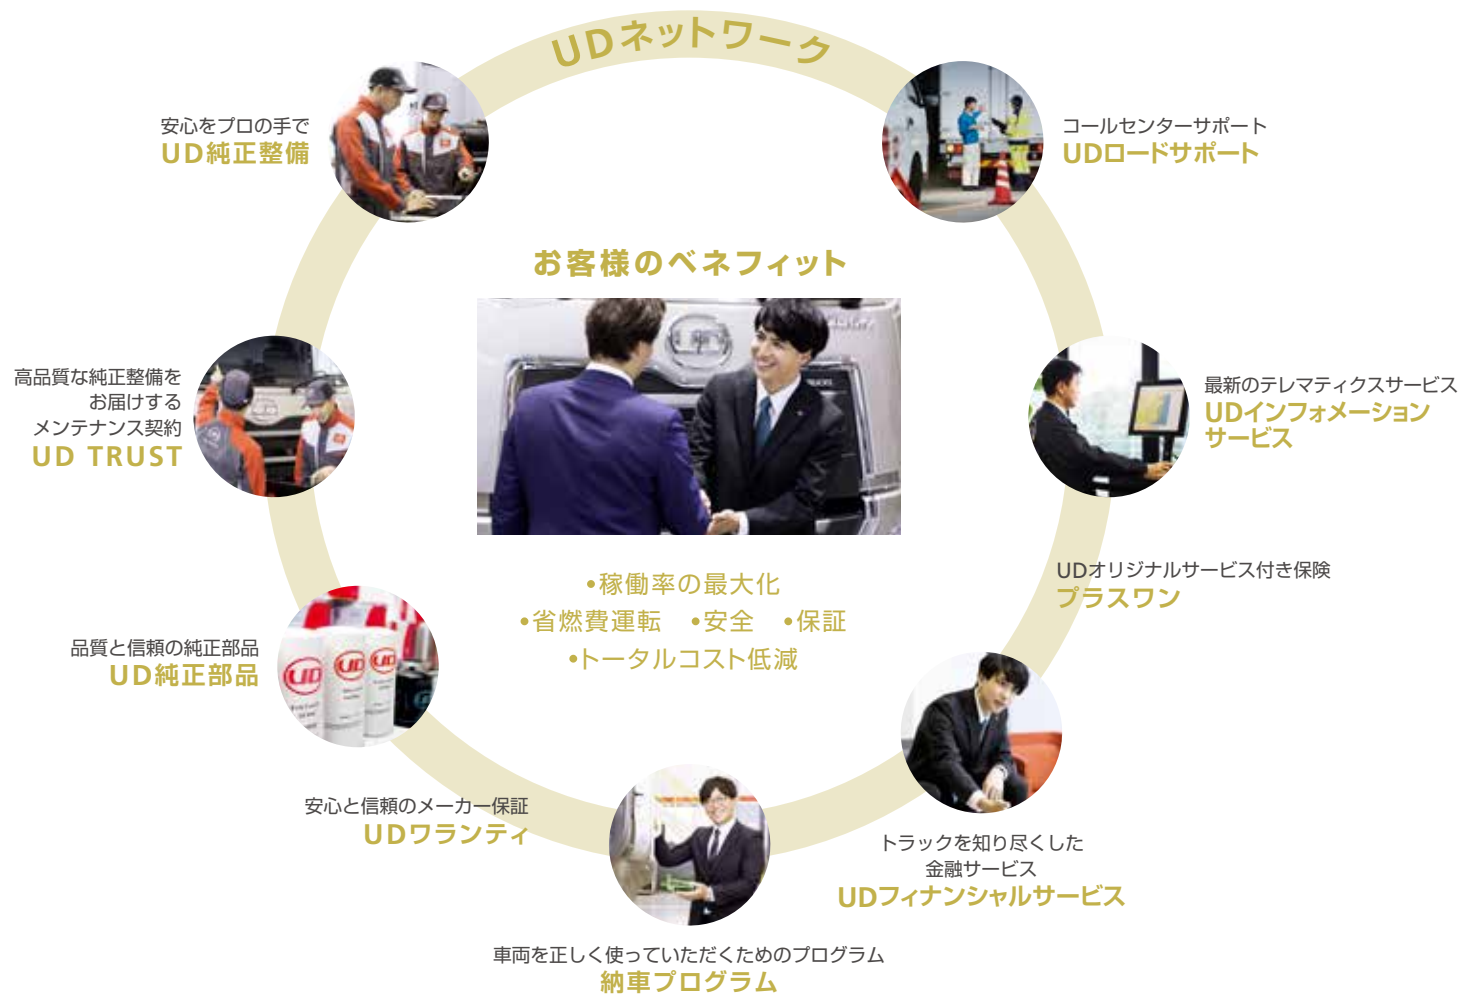 UDネットワーク
安心をプロの手で
UD純正整備
コールセンターサポート
UDロードサポート
お客様のベネフィット
高品質な純正整備を
お届けする
メンテナンス契約
UD TRUST
最新のテレマティクスサービス
UDインフォメーション
サービス
•稼働率の最大化
•省燃費運転 •安全 •保証
•トータルコスト低減
UDオリジナルサービス付き保険
プラスワン
品質と信頼の純正部品
UD純正部品
UD
UD
UD
安心と信頼のメーカー保証
UDワランティ
トラックを知り尽くした
金融サービス
UDフィナンシャルサービス
車両を正しく使っていただくためのプログラム
納車プログラム